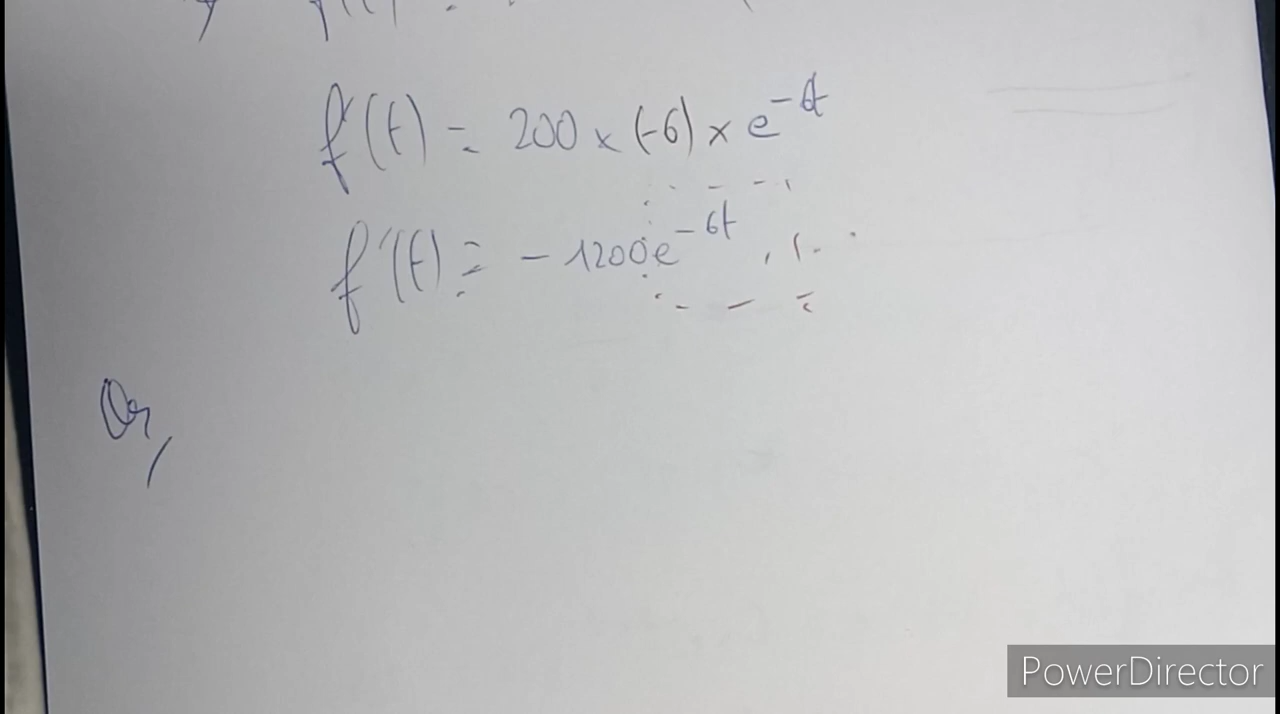 f'(t) = 200 × (-6) × e^{-6t}
f'(t) = -1200e^{-6t}
Or,
PowerDirector